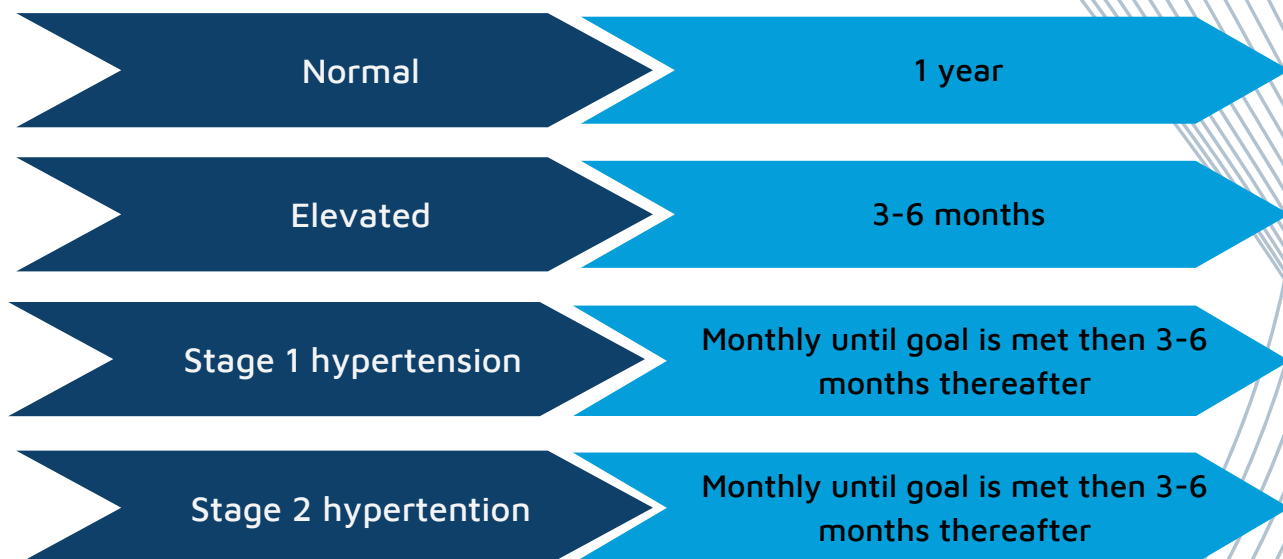 Normal
1 year
Elevated
3-6 months
Stage 1 hypertension
Monthly until goal is met then 3-6
months thereafter
Stage 2 hypertention
Monthly until goal is met then 3-6
months thereafter